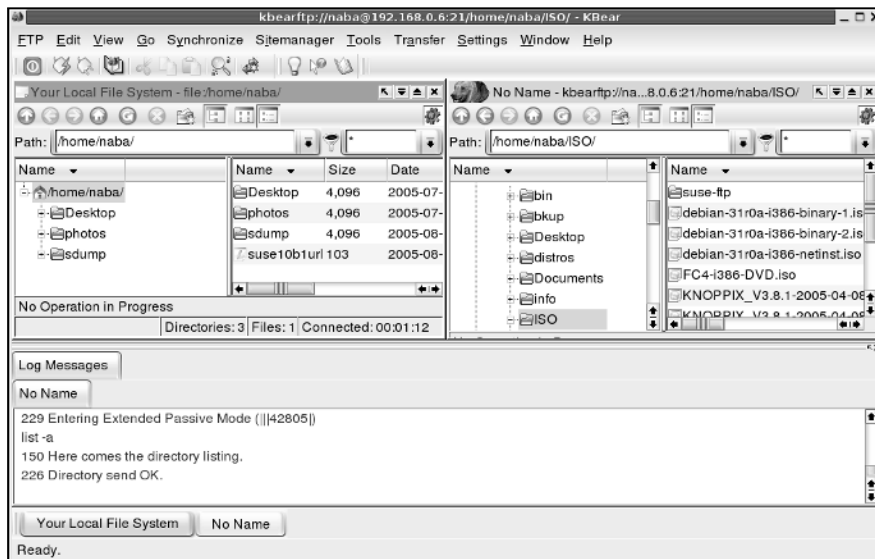 kbearftp://naba@192.168.0.6:21/home/naba/ISO/ - KBear
FTP Edit View Go Synchronize Sitemanager Tools Transfer Settings Window Help
Your Local File System - file:/home/naba/
Path: /home/naba/ *
Name
/home/naba/
Desktop
photos
sdump
Name Size Date
Desktop 4,096 2005-07-
photos 4,096 2005-07-
sdump 4,096 2005-08-
suse10b1url 103 2005-08-
No Operation in Progress
Directories: 3 Files: 1 Connected: 00:01:12
No Name - kbearftp://na...8.0.6:21/home/naba/ISO/
Path: /home/naba/ISO/ *
Name
bin
bkup
Desktop
distros
Documents
info
ISO
Name
suse-ftp
debian-31r0a-i386-binary-1.is
debian-31r0a-i386-binary-2.is
debian-31r0a-i386-netinst.iso
FC4-i386-DVD.iso
KNOPPIX_V3.8.1-2005-04-08
KNOPPIX_V3.8.1-2005-04-08
Log Messages
No Name
229 Entering Extended Passive Mode (|||42805|)
list -a
150 Here comes the directory listing.
226 Directory send OK.
Your Local File System No Name
Ready.